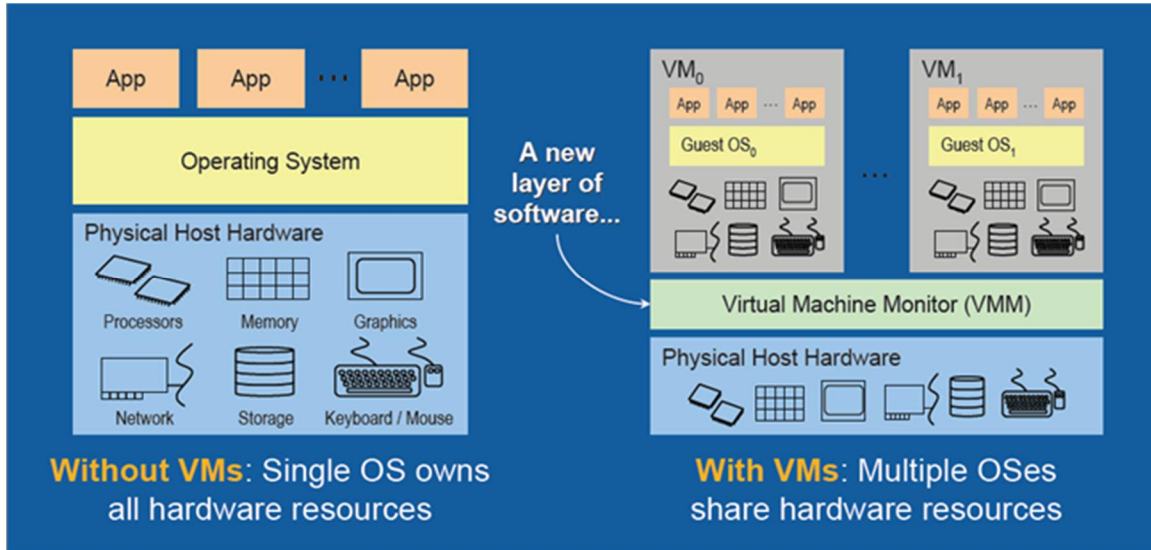 App App ... App
Operating System
Physical Host Hardware
Processors Memory Graphics
Network Storage Keyboard / Mouse
Without VMs: Single OS owns
all hardware resources
A new
layer of
software...
VM₀
App App ... App
Guest OS₀
...
VM₁
App App ... App
Guest OS₁
Virtual Machine Monitor (VMM)
Physical Host Hardware
With VMs: Multiple OSes
share hardware resources